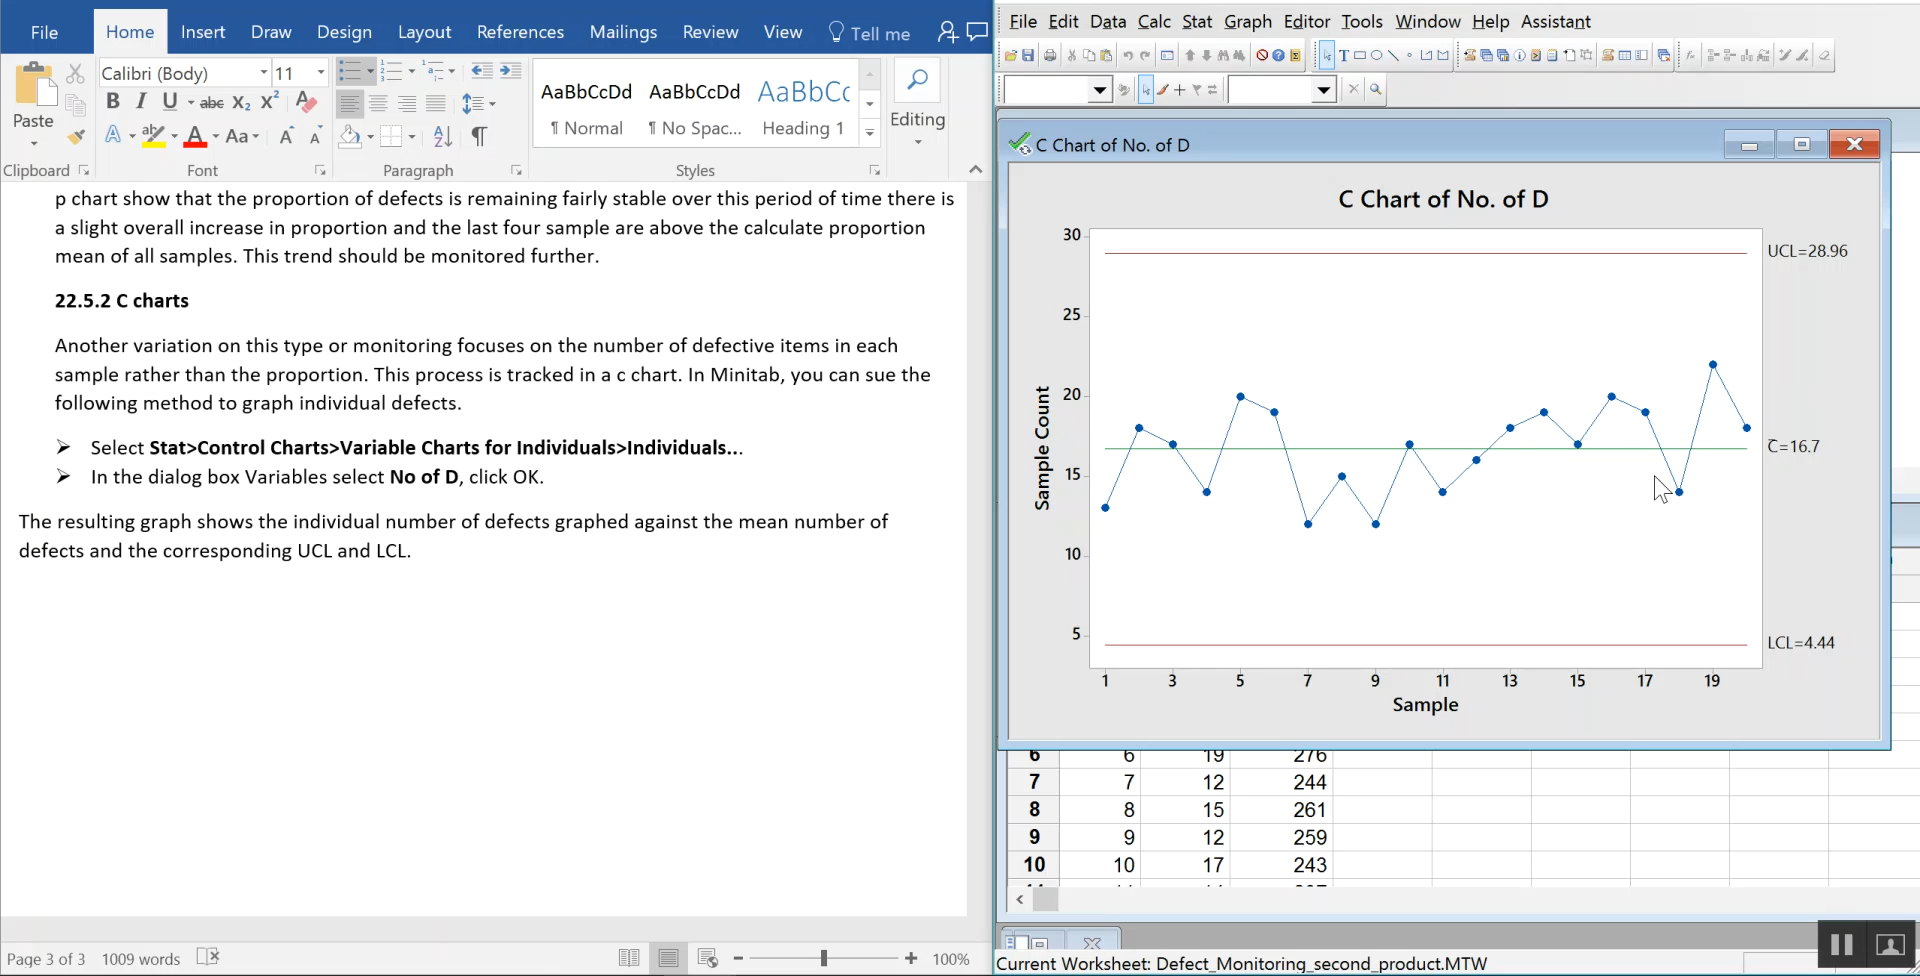 File Home Insert Draw Design Layout References Mailings Review View Tell me
Calibri (Body) 11
Paste
Clipboard
Font
Paragraph
AaBbCcDd AaBbCcDd AaBbCc
¶ Normal ¶ No Spac... Heading 1
Styles
Editing
p chart show that the proportion of defects is remaining fairly stable over this period of time there is
a slight overall increase in proportion and the last four sample are above the calculate proportion
mean of all samples. This trend should be monitored further.
22.5.2 C charts
Another variation on this type or monitoring focuses on the number of defective items in each
sample rather than the proportion. This process is tracked in a c chart. In Minitab, you can sue the
following method to graph individual defects.
Select Stat>Control Charts>Variable Charts for Individuals>Individuals...
In the dialog box Variables select No of D, click OK.
The resulting graph shows the individual number of defects graphed against the mean number of
defects and the corresponding UCL and LCL.
Page 3 of 3 1009 words
100%
File Edit Data Calc Stat Graph Editor Tools Window Help Assistant
C Chart of No. of D
C Chart of No. of D
Sample Count
30
25
20
15
10
5
UCL=28.96
C̄=16.7
LCL=4.44
1 3 5 7 9 11 13 15 17 19
Sample
6 6 19 276
7 7 12 244
8 8 15 261
9 9 12 259
10 10 17 243
Current Worksheet: Defect_Monitoring_second_product.MTW